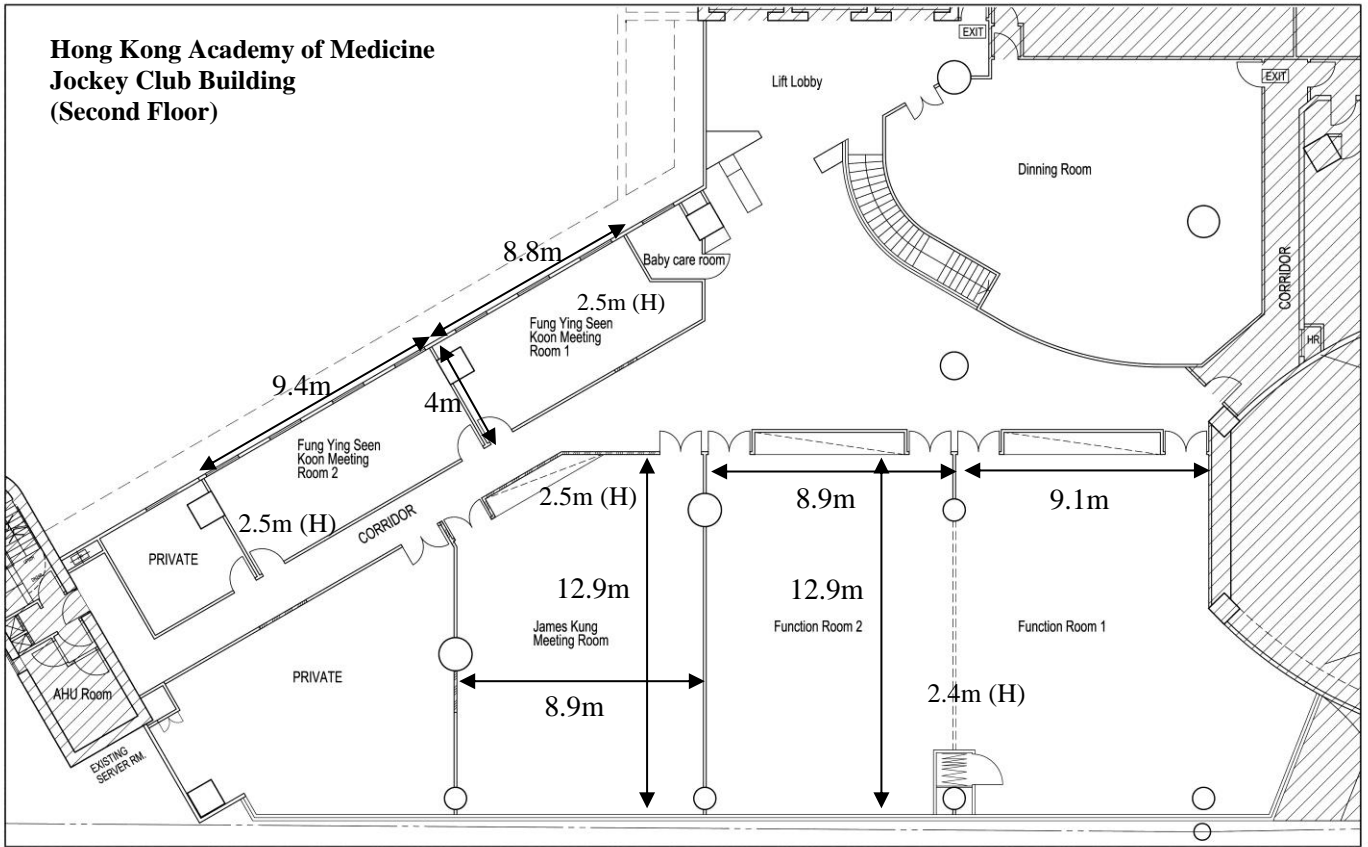 Hong Kong Academy of Medicine
Jockey Club Building
(Second Floor)
EXIT
Lift Lobby
EXIT
Dinning Room
CORRIDOR
HR
Baby care room
8.8m
2.5m (H)
Fung Ying Seen
Koon Meeting
Room 1
9.4m
4m
Fung Ying Seen
Koon Meeting
Room 2
2.5m (H)
CORRIDOR
PRIVATE
2.5m (H)
8.9m
9.1m
12.9m
12.9m
James Kung
Meeting Room
Function Room 2
Function Room 1
PRIVATE
8.9m
2.4m (H)
AHU Room
EXISTING
SERVER RM.